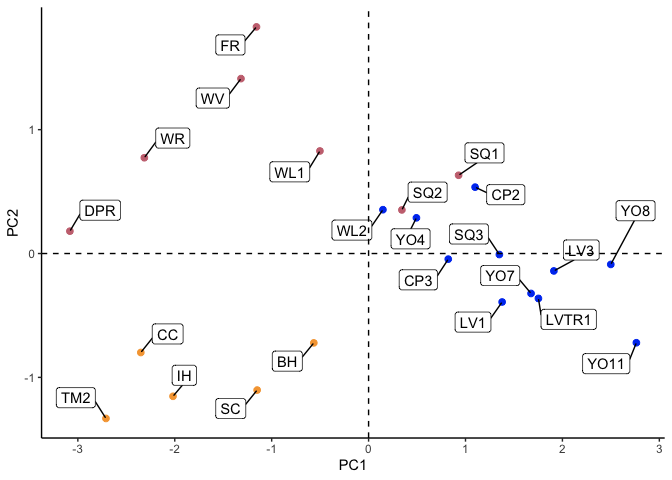 FR
WV
WR
WL1
DPR
SQ1
SQ2
CP2
YO8
WL2
YO4
SQ3
LV3
CP3
YO7
LV1
LVTR1
YO11
CC
IH
BH
TM2
SC
PC2
1
0
-1
-3
-2
-1
0
1
2
3
PC1